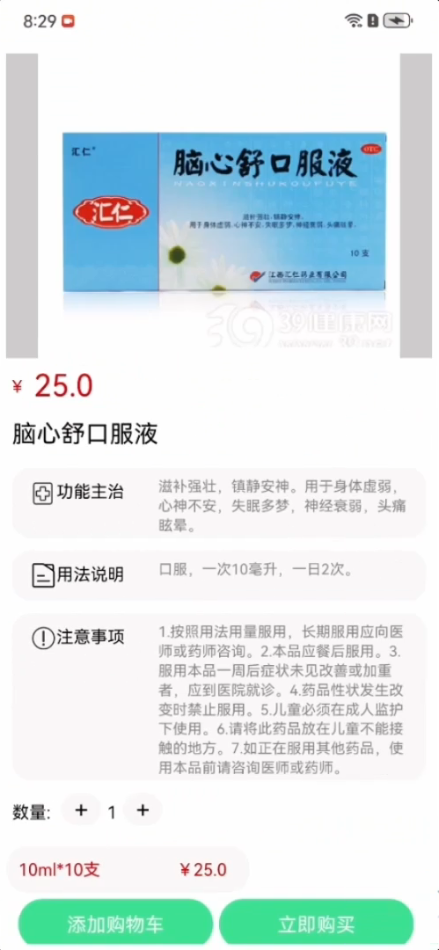 8:29
汇仁
脑心舒口服液
OTC
NAOXINSHUKOUFUYE
汇仁
滋补强壮，镇静安神。
用于身体虚弱，心神不安，失眠多梦，神经衰弱，头痛眩晕。
10 支
江西汇仁药业有限公司
39健康网
¥ 25.0
脑心舒口服液
功能主治
滋补强壮，镇静安神。用于身体虚弱，
心神不安，失眠多梦，神经衰弱，头痛
眩晕。
用法说明
口服，一次10毫升，一日2次。
注意事项
1.按照用法用量服用，长期服用应向医
师或药师咨询。2.本品应餐后服用。3.
服用本品一周后症状未见改善或加重
者，应到医院就诊。4.药品性状发生改
变时禁止服用。5.儿童必须在成人监护
下使用。6.请将此药品放在儿童不能接
触的地方。7.如正在服用其他药品，使
用本品前请咨询医师或药师。
数量: + 1 +
10ml*10支 ¥25.0
添加购物车 立即购买